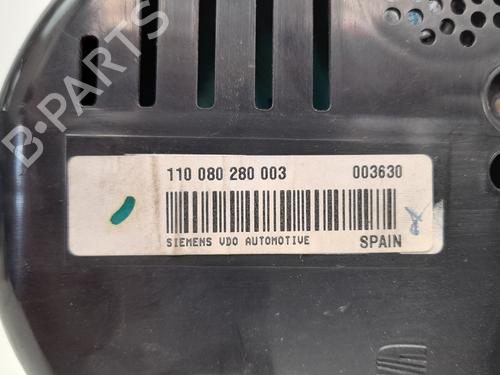 B-PARTS
110 080 280 003 003630
SIEMENS VDO AUTOMOTIVE SPAIN